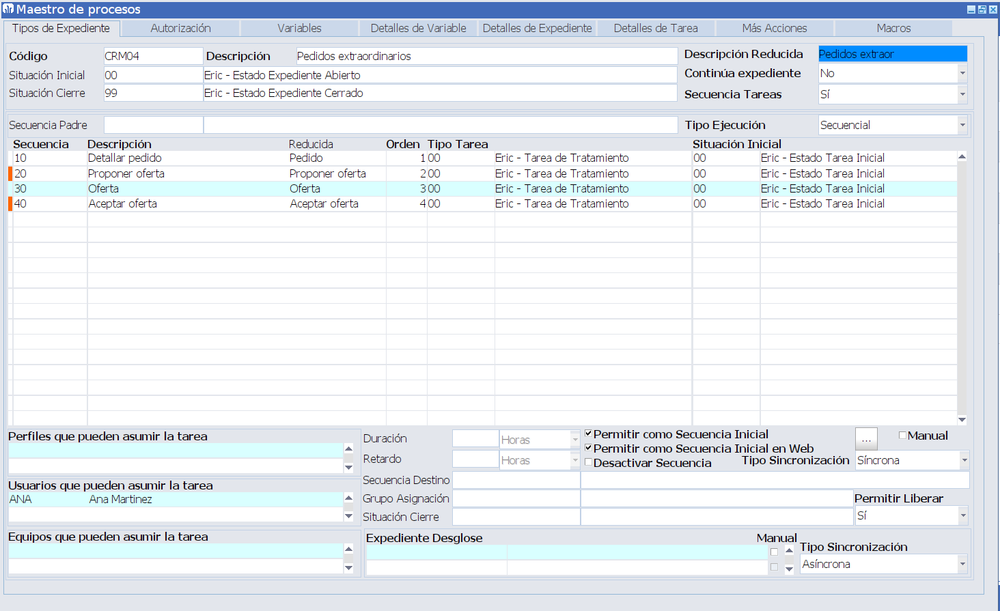 Maestro de procesos
Tipos de Expediente Autorización Variables Detalles de Variable Detalles de Expediente Detalles de Tarea Más Acciones Macros
Código CRM04 Descripción Pedidos extraordinarios Descripción Reducida Pedidos extraor
Situación Inicial 00 Eric - Estado Expediente Abierto Continúa expediente No
Situación Cierre 99 Eric - Estado Expediente Cerrado Secuencia Tareas Sí
Secuencia Padre Tipo Ejecución Secuencial
Secuencia Descripción Reducida Orden Tipo Tarea Situación Inicial
10 Detallar pedido Pedido 1 00 Eric - Tarea de Tratamiento 00 Eric - Estado Tarea Inicial
20 Proponer oferta Proponer oferta 2 00 Eric - Tarea de Tratamiento 00 Eric - Estado Tarea Inicial
30 Oferta Oferta 3 00 Eric - Tarea de Tratamiento 00 Eric - Estado Tarea Inicial
40 Aceptar oferta Aceptar oferta 4 00 Eric - Tarea de Tratamiento 00 Eric - Estado Tarea Inicial
Perfiles que pueden asumir la tarea
Usuarios que pueden asumir la tarea
ANA Ana Martinez
Equipos que pueden asumir la tarea
Duración Horas
Retardo Horas
Permitir como Secuencia Inicial ... Manual
Permitir como Secuencia Inicial en Web
Desactivar Secuencia Tipo Sincronización Síncrona
Secuencia Destino
Grupo Asignación Permitir Liberar
Situación Cierre Sí
Expediente Desglose Manual Tipo Sincronización
Asíncrona